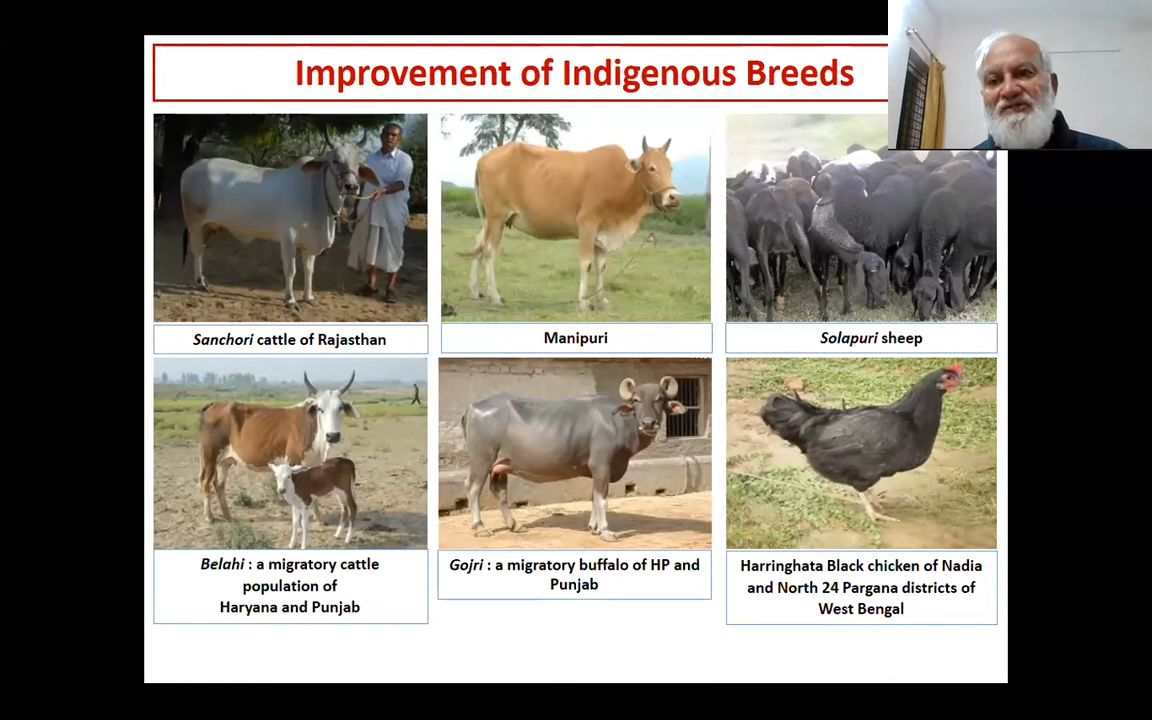 Improvement of Indigenous Breeds
Sanchori cattle of Rajasthan
Manipuri
Solapuri sheep
Belahi : a migratory cattle
population of
Haryana and Punjab
Gojri : a migratory buffalo of HP and
Punjab
Harringhata Black chicken of Nadia
and North 24 Pargana districts of
West Bengal